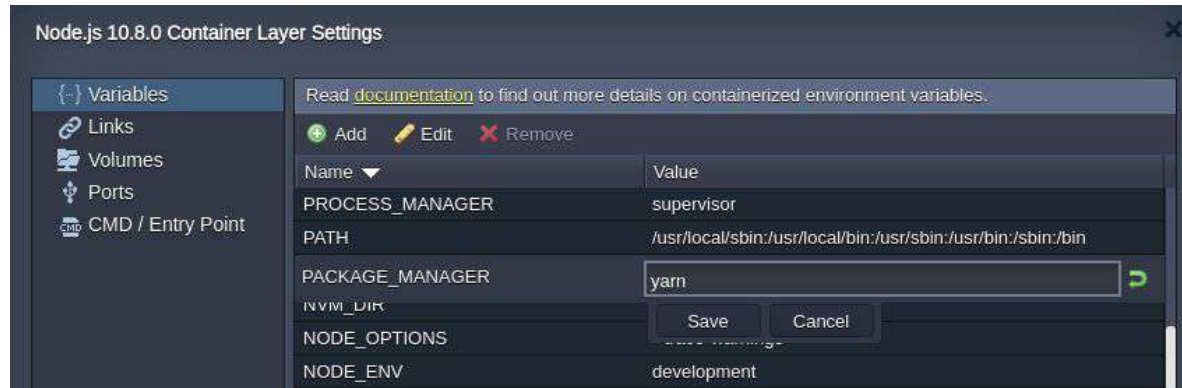 Node.js 10.8.0 Container Layer Settings
{··} Variables
Links
Volumes
Ports
CMD CMD / Entry Point
Read documentation to find out more details on containerized environment variables.
Add Edit Remove
Name Value
PROCESS_MANAGER supervisor
PATH /usr/local/sbin:/usr/local/bin:/usr/sbin:/usr/bin:/sbin:/bin
PACKAGE_MANAGER yarn
NVM_DIR
Save Cancel
NODE_OPTIONS
NODE_ENV development